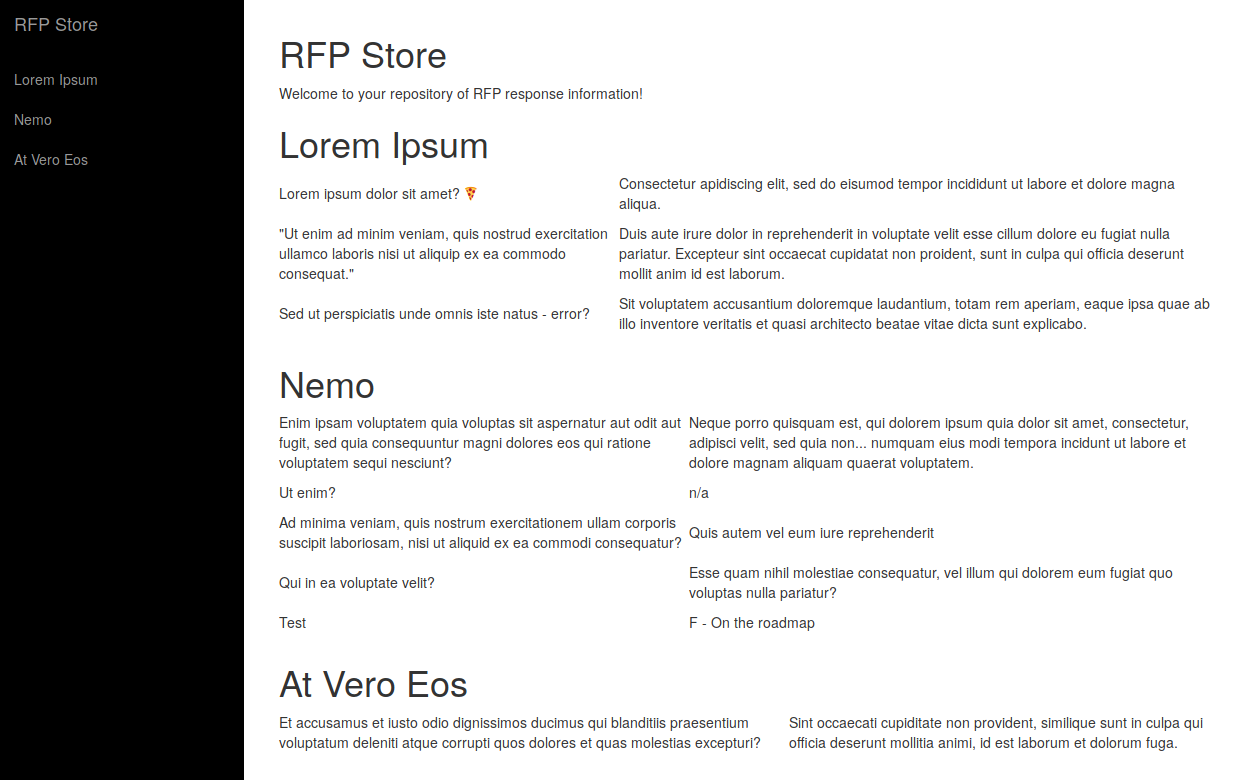 RFP Store
Lorem Ipsum
Nemo
At Vero Eos
RFP Store
Welcome to your repository of RFP response information!
Lorem Ipsum
Lorem ipsum dolor sit amet? 🍕
Consectetur apidiscing elit, sed do eisumod tempor incididunt ut labore et dolore magna
aliqua.
"Ut enim ad minim veniam, quis nostrud exercitation
ullamco laboris nisi ut aliquip ex ea commodo
consequat."
Duis aute irure dolor in reprehenderit in voluptate velit esse cillum dolore eu fugiat nulla
pariatur. Excepteur sint occaecat cupidatat non proident, sunt in culpa qui officia deserunt
mollit anim id est laborum.
Sed ut perspiciatis unde omnis iste natus - error?
Sit voluptatem accusantium doloremque laudantium, totam rem aperiam, eaque ipsa quae ab
illo inventore veritatis et quasi architecto beatae vitae dicta sunt explicabo.
Nemo
Enim ipsam voluptatem quia voluptas sit aspernatur aut odit aut
fugit, sed quia consequuntur magni dolores eos qui ratione
voluptatem sequi nesciunt?
Neque porro quisquam est, qui dolorem ipsum quia dolor sit amet, consectetur,
adipisci velit, sed quia non... numquam eius modi tempora incidunt ut labore et
dolore magnam aliquam quaerat voluptatem.
Ut enim?
n/a
Ad minima veniam, quis nostrum exercitationem ullam corporis
suscipit laboriosam, nisi ut aliquid ex ea commodi consequatur?
Quis autem vel eum iure reprehenderit
Qui in ea voluptate velit?
Esse quam nihil molestiae consequatur, vel illum qui dolorem eum fugiat quo
voluptas nulla pariatur?
Test
F - On the roadmap
At Vero Eos
Et accusamus et iusto odio dignissimos ducimus qui blanditiis praesentium
voluptatum deleniti atque corrupti quos dolores et quas molestias excepturi?
Sint occaecati cupiditate non provident, similique sunt in culpa qui
officia deserunt mollitia animi, id est laborum et dolorum fuga.